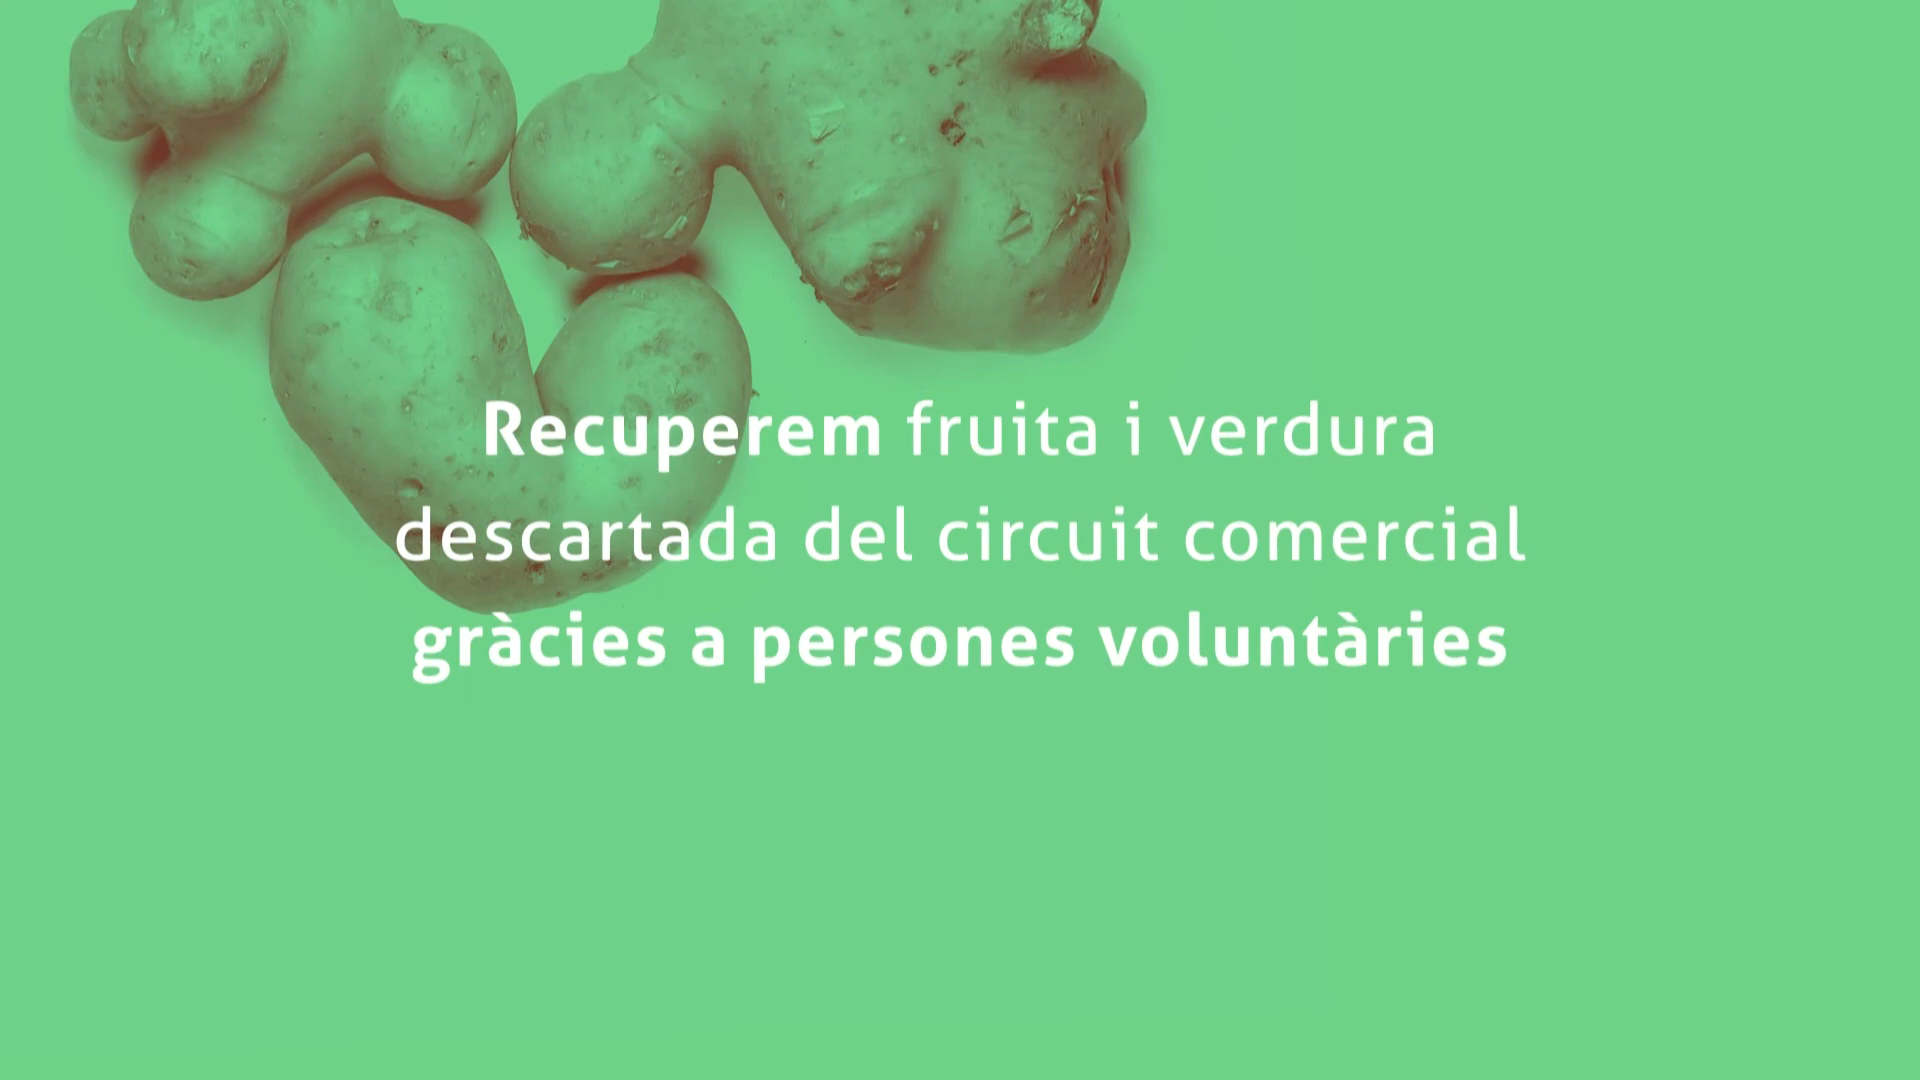 Recuperem fruita i verdura
descartada del circuit comercial
gràcies a persones voluntàries